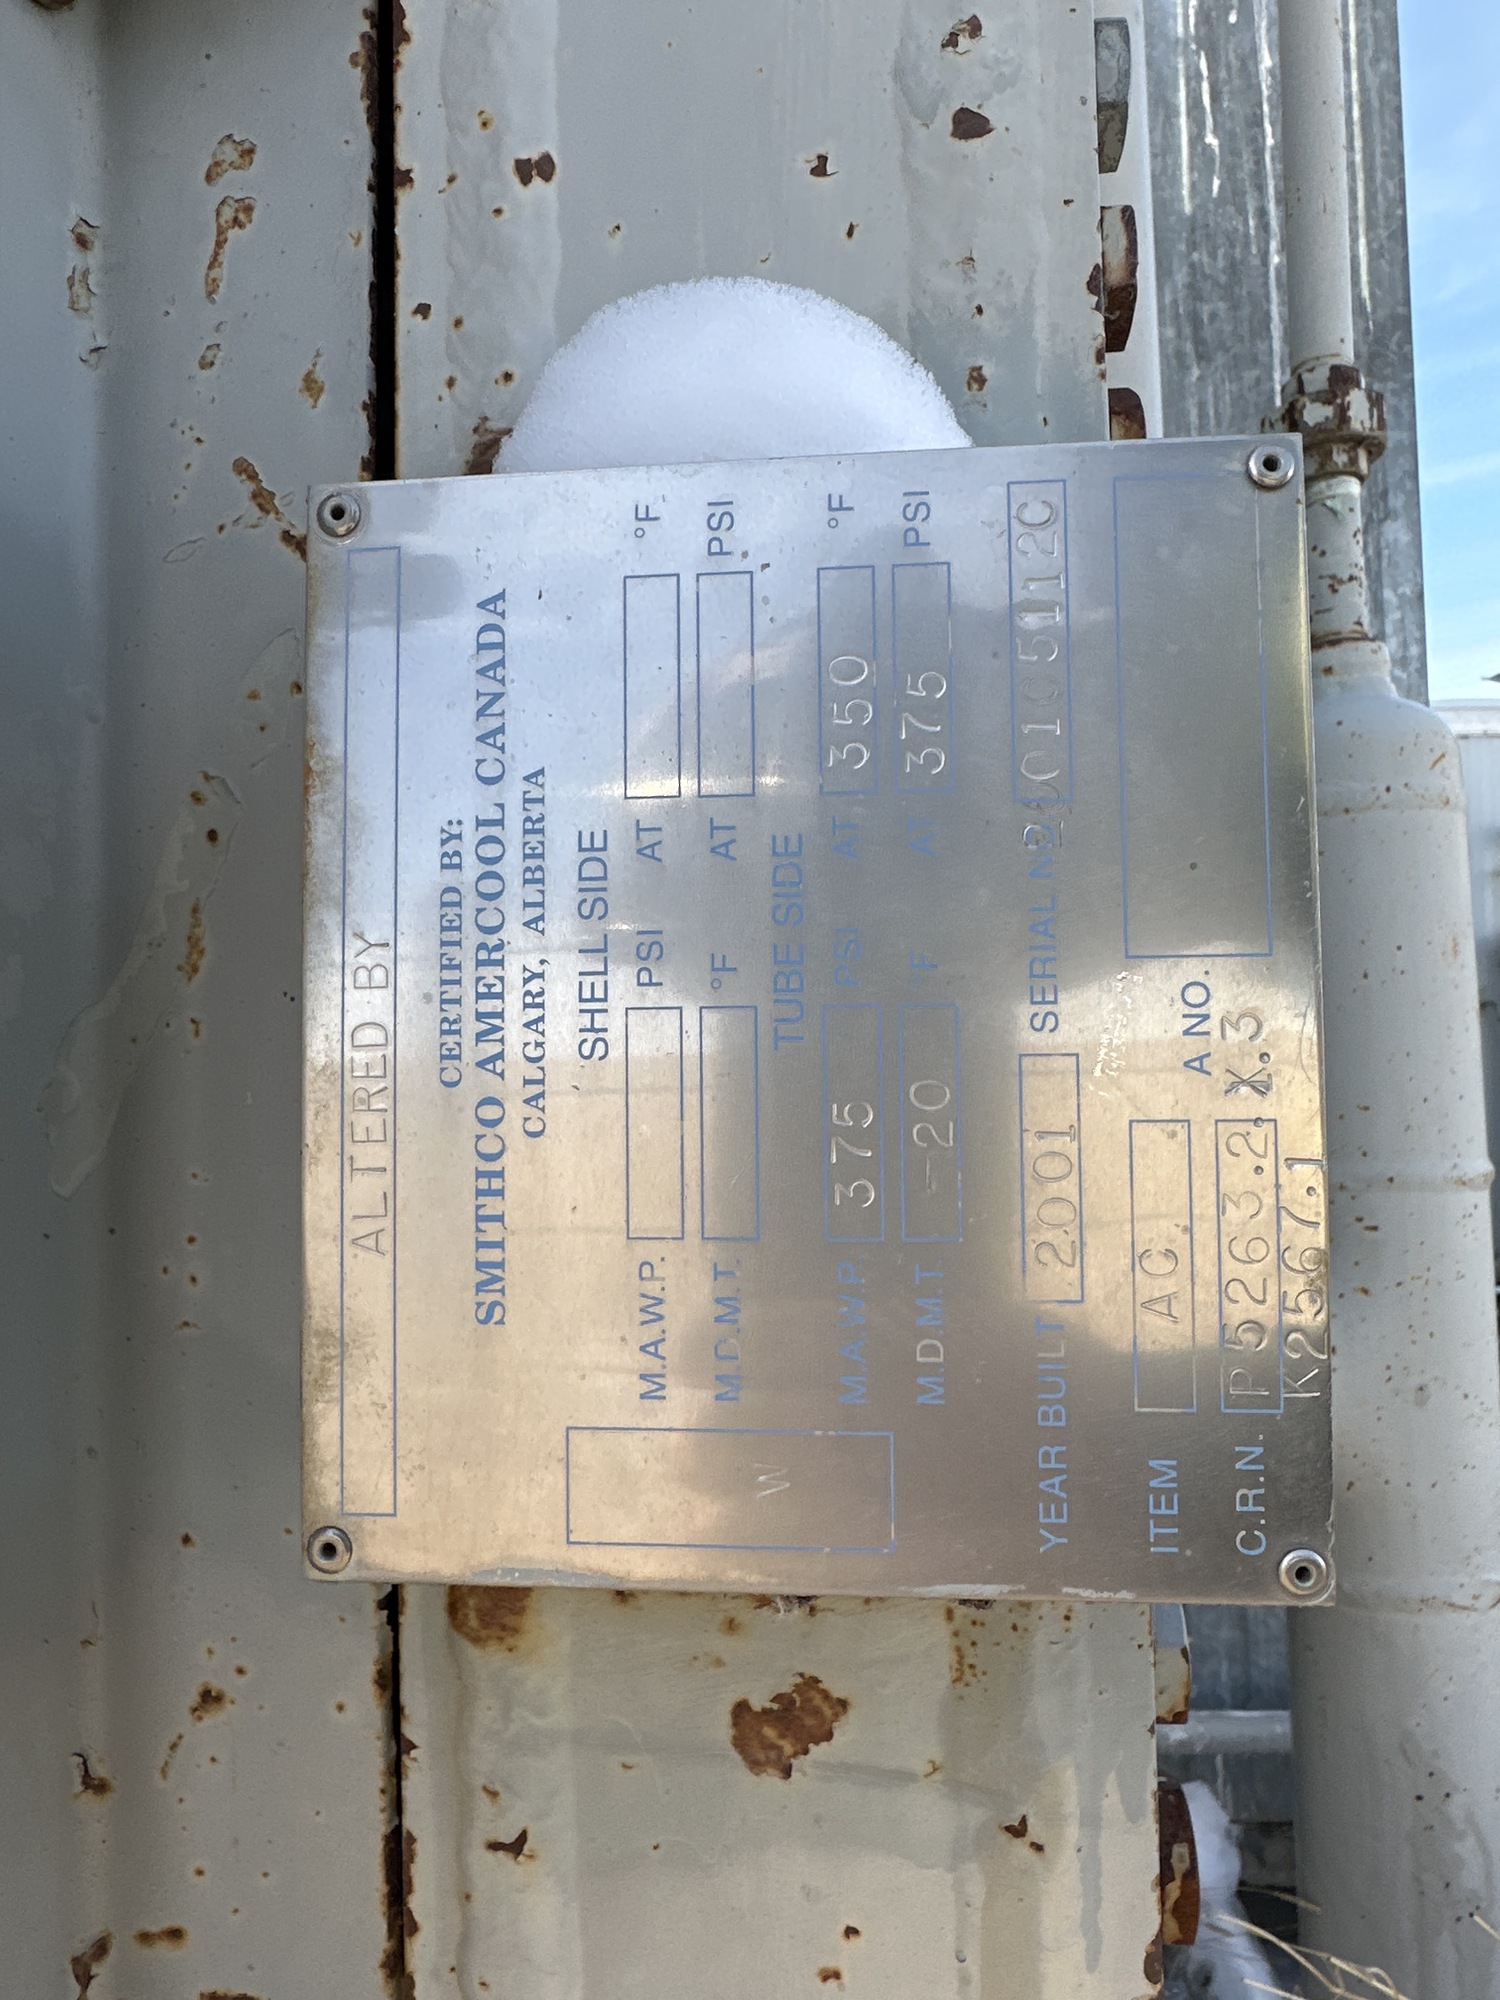 ALTERED BY
CERTIFIED BY:
SMITHCO AMERCOOL CANADA
CALGARY, ALBERTA
SHELL SIDE
M.A.W.P. PSI AT °F
M.D.M.T. °F AT PSI
TUBE SIDE
W
M.A.W.P. 375 PSI AT 350 °F
M.D.M.T. -20 °F AT 375 PSI
YEAR BUILT 2001 SERIAL NO.
ITEM AC A NO.
C.R.N. P5263.2. X.3
K2567.1